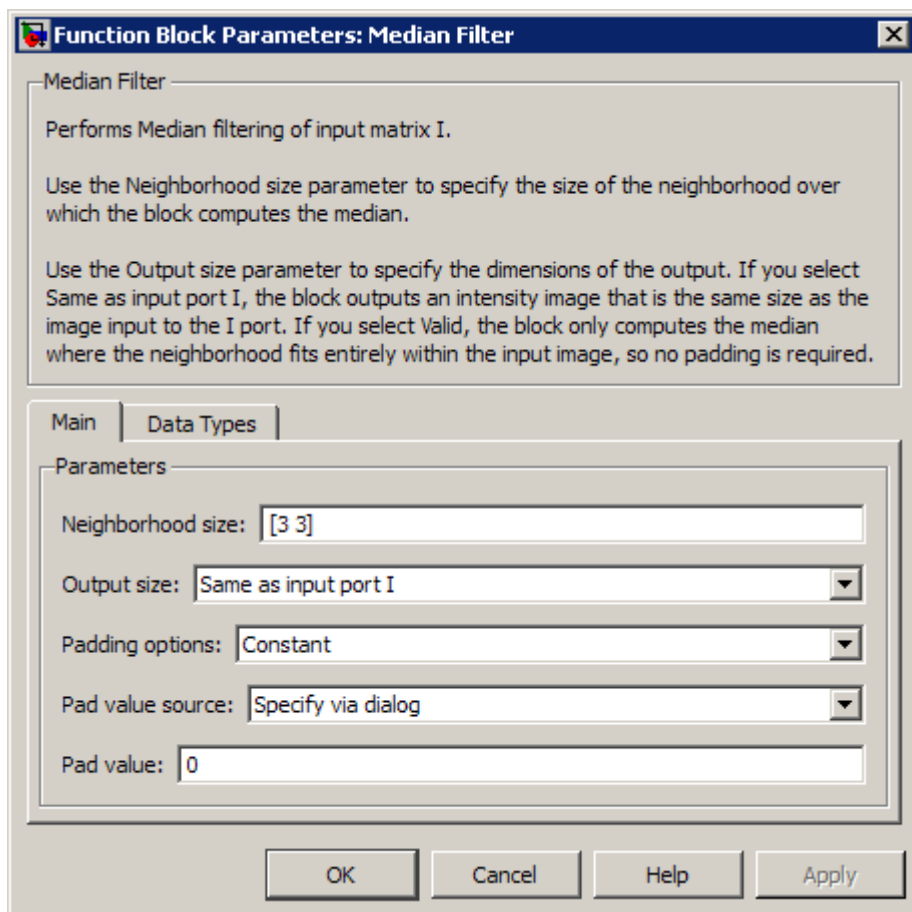 Function Block Parameters: Median Filter
Median Filter
Performs Median filtering of input matrix I.
Use the Neighborhood size parameter to specify the size of the neighborhood over
which the block computes the median.
Use the Output size parameter to specify the dimensions of the output. If you select
Same as input port I, the block outputs an intensity image that is the same size as the
image input to the I port. If you select Valid, the block only computes the median
where the neighborhood fits entirely within the input image, so no padding is required.
Main Data Types
Parameters
Neighborhood size: [3 3]
Output size: Same as input port I
Padding options: Constant
Pad value source: Specify via dialog
Pad value: 0
OK Cancel Help Apply